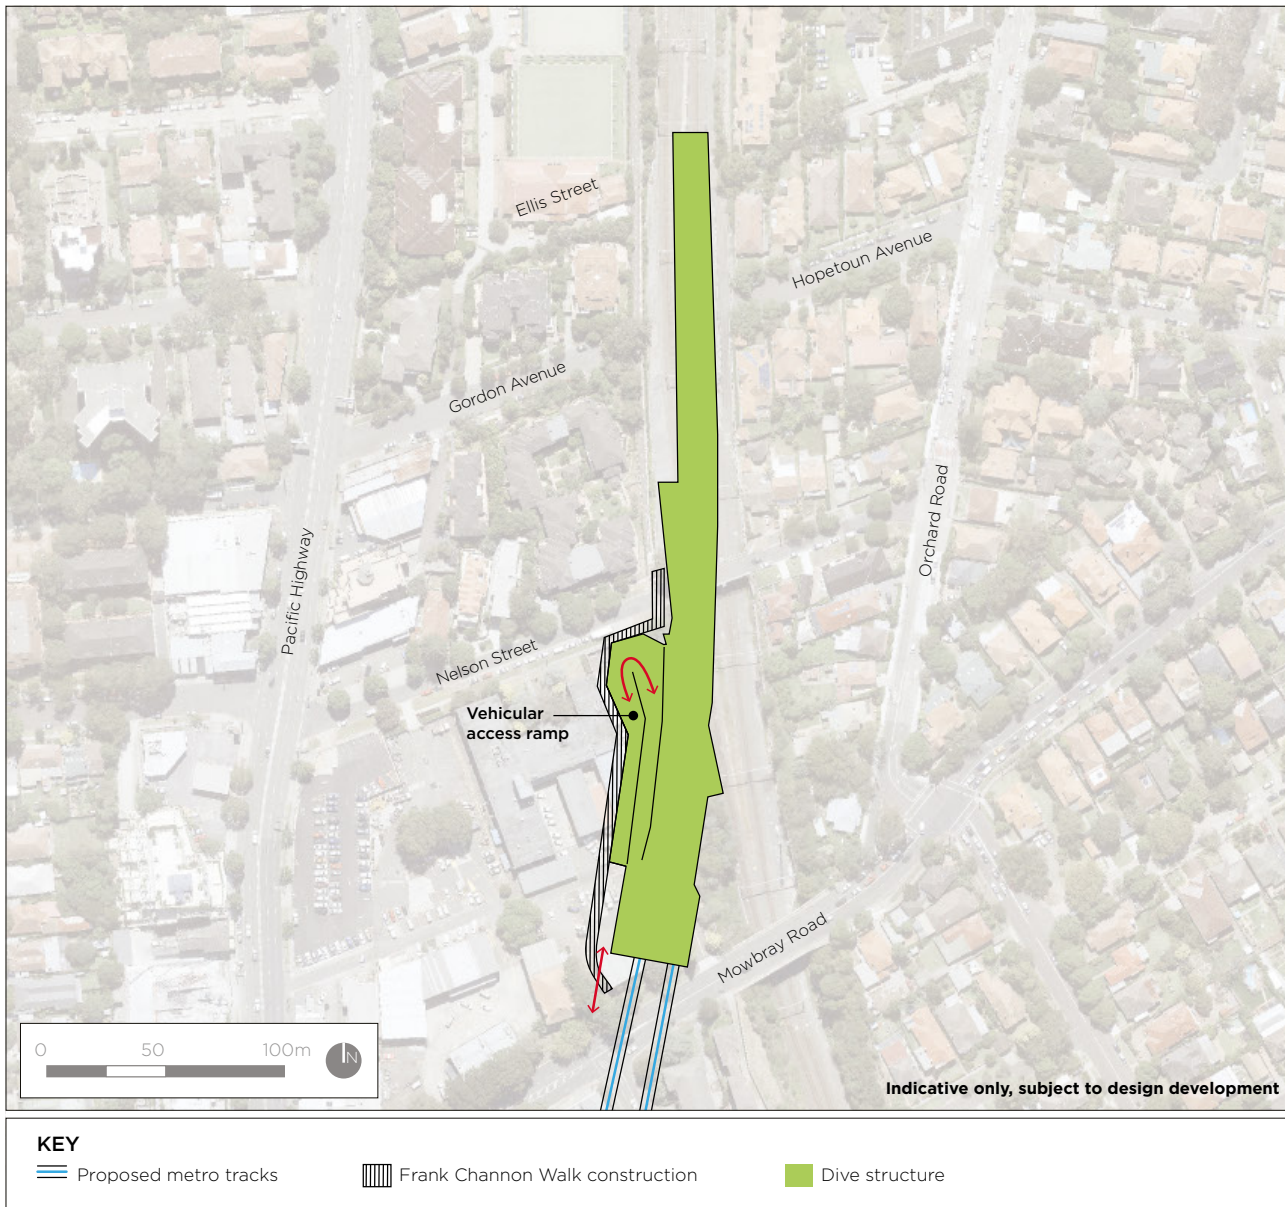 Ellis Street
Hopetoun Avenue
Gordon Avenue
Orchard Road
Pacific Highway
Nelson Street
Vehicular
access ramp
Mowbray Road
0 50 100m
N
Indicative only, subject to design development
KEY
Proposed metro tracks
Frank Channon Walk construction
Dive structure